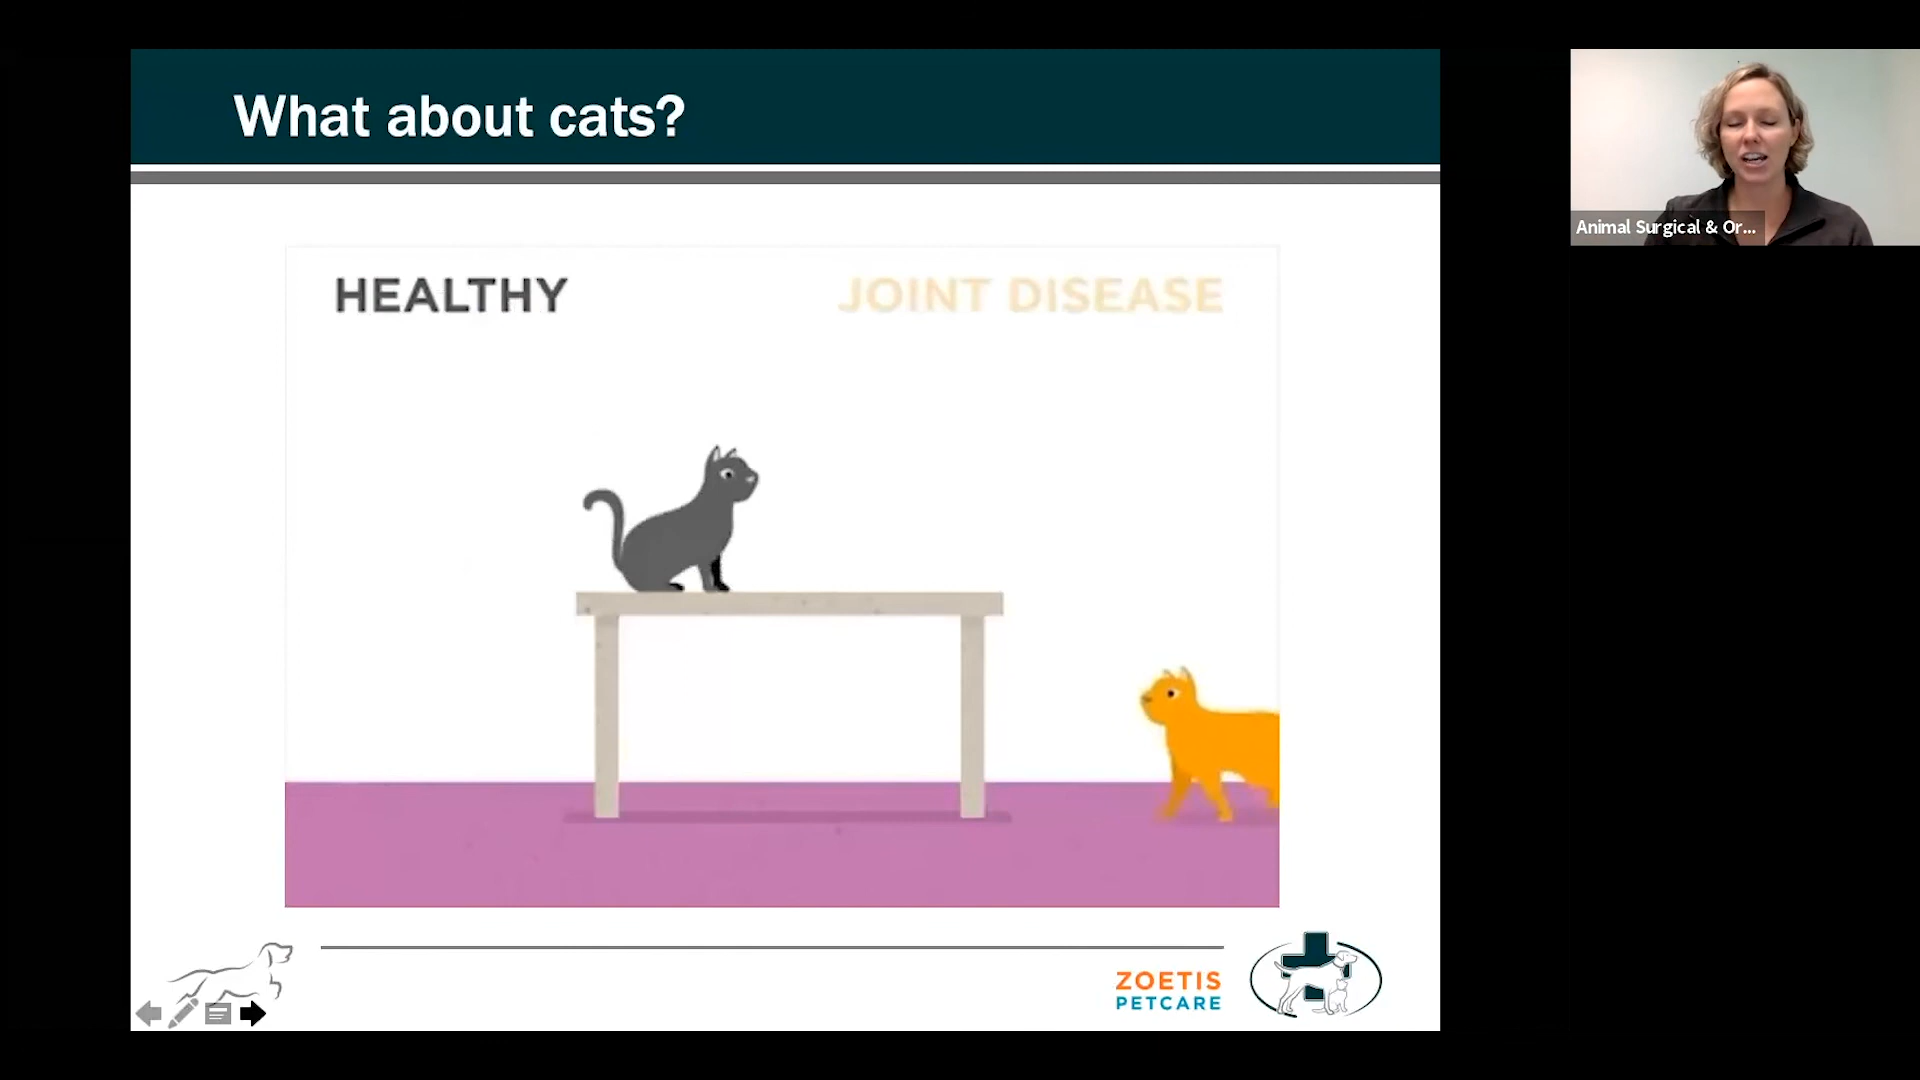 What about cats?
Animal Surgical & Or...
HEALTHY
JOINT DISEASE
ZOETIS
PETCARE